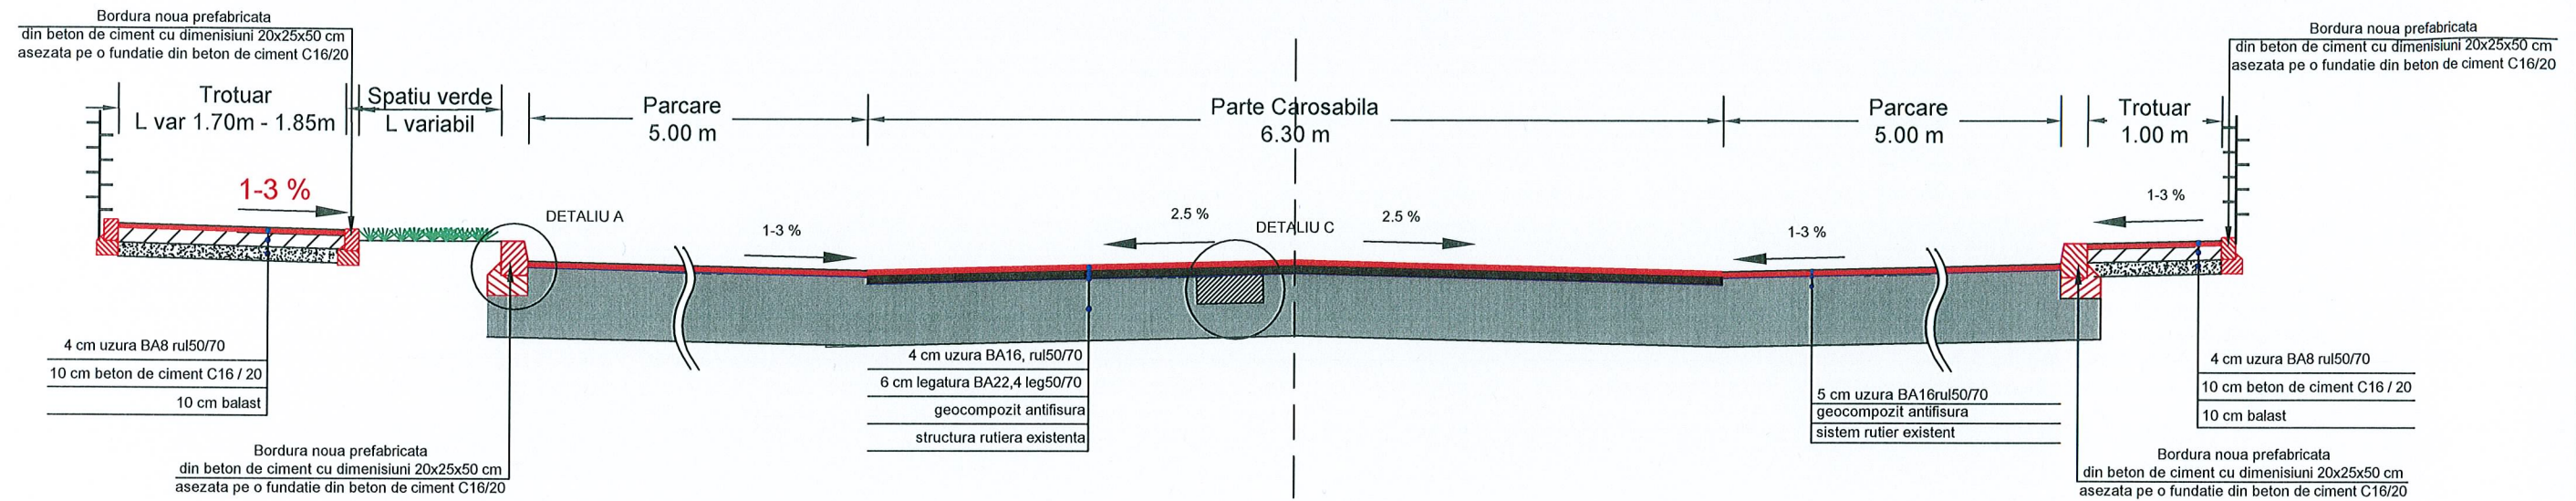 Bordura noua prefabricata
din beton de ciment cu dimenisiuni 20x25x50 cm
asezata pe o fundatie din beton de ciment C16/20
Bordura noua prefabricata
din beton de ciment cu dimenisiuni 20x25x50 cm
asezata pe o fundatie din beton de ciment C16/20
Trotuar
L var 1.70m - 1.85m
Spatiu verde
L variabil
Parcare
5.00 m
Parte Carosabila
6.30 m
Parcare
5.00 m
Trotuar
1.00 m
1-3 %
DETALIU A
1-3 %
2.5 %
DETALIU C
2.5 %
1-3 %
1-3 %
4 cm uzura BA8 rul50/70
10 cm beton de ciment C16 / 20
10 cm balast
4 cm uzura BA16, rul50/70
6 cm legatura BA22,4 leg50/70
geocompozit antifisura
structura rutiera existenta
5 cm uzura BA16rul50/70
geocompozit antifisura
sistem rutier existent
4 cm uzura BA8 rul50/70
10 cm beton de ciment C16 / 20
10 cm balast
Bordura noua prefabricata
din beton de ciment cu dimenisiuni 20x25x50 cm
asezata pe o fundatie din beton de ciment C16/20
Bordura noua prefabricata
din beton de ciment cu dimenisiuni 20x25x50 cm
asezata pe o fundatie din beton de ciment C16/20